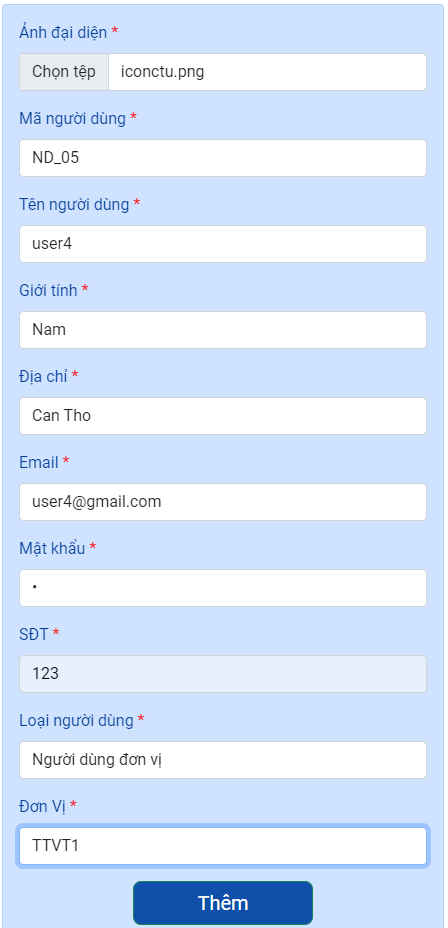 Ảnh đại diện *
Chọn tệp iconctu.png
Mã người dùng *
ND_05
Tên người dùng *
user4
Giới tính *
Nam
Địa chỉ *
Can Tho
Email *
user4@gmail.com
Mật khẩu *
•
SĐT *
123
Loại người dùng *
Người dùng đơn vị
Đơn Vị *
TTVT1
Thêm